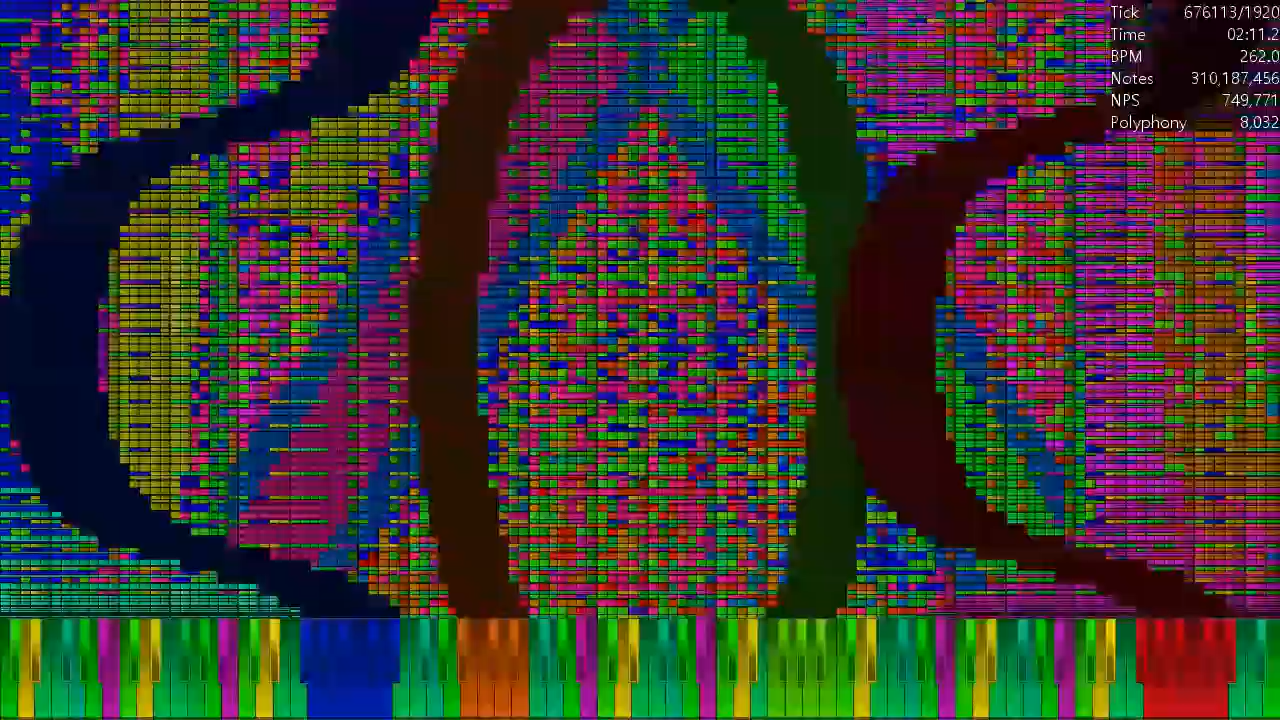 Tick 676113/1920
Time 02:11.2
BPM 262.0
Notes 310,187,456
NPS 749,771
Polyphony 8,032